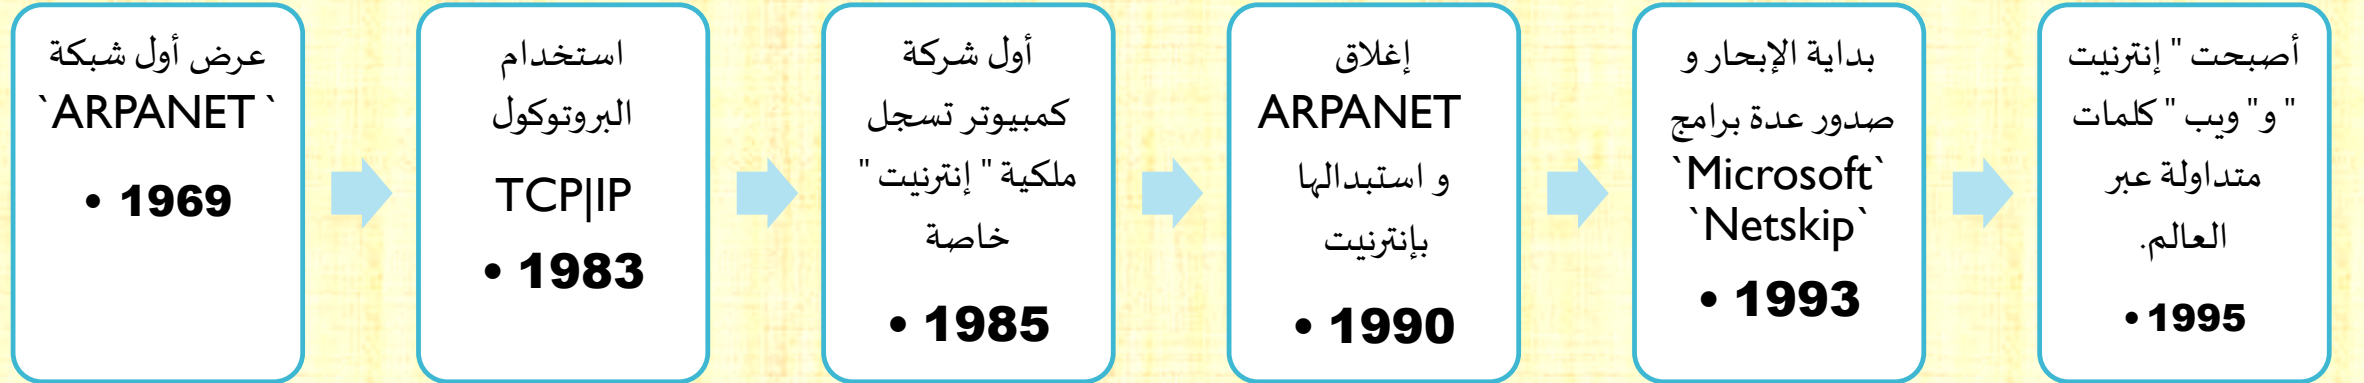 عرض أول شبكة
` ARPANET`
• 1969
استخدام
البروتوكول
TCP|IP
• 1983
أول شركة
كمبيوتر تسجل
ملكية " إنترنيت "
خاصة
• 1985
إغلاق
ARPANET
و استبدالها
بإنترنيت
• 1990
بداية الإبحار و
صدور عدة برامج
`Microsoft`
`Netskip`
• 1993
أصبحت " إنترنيت
" و" ويب " كلمات
متداولة عبر
العالم.
• 1995